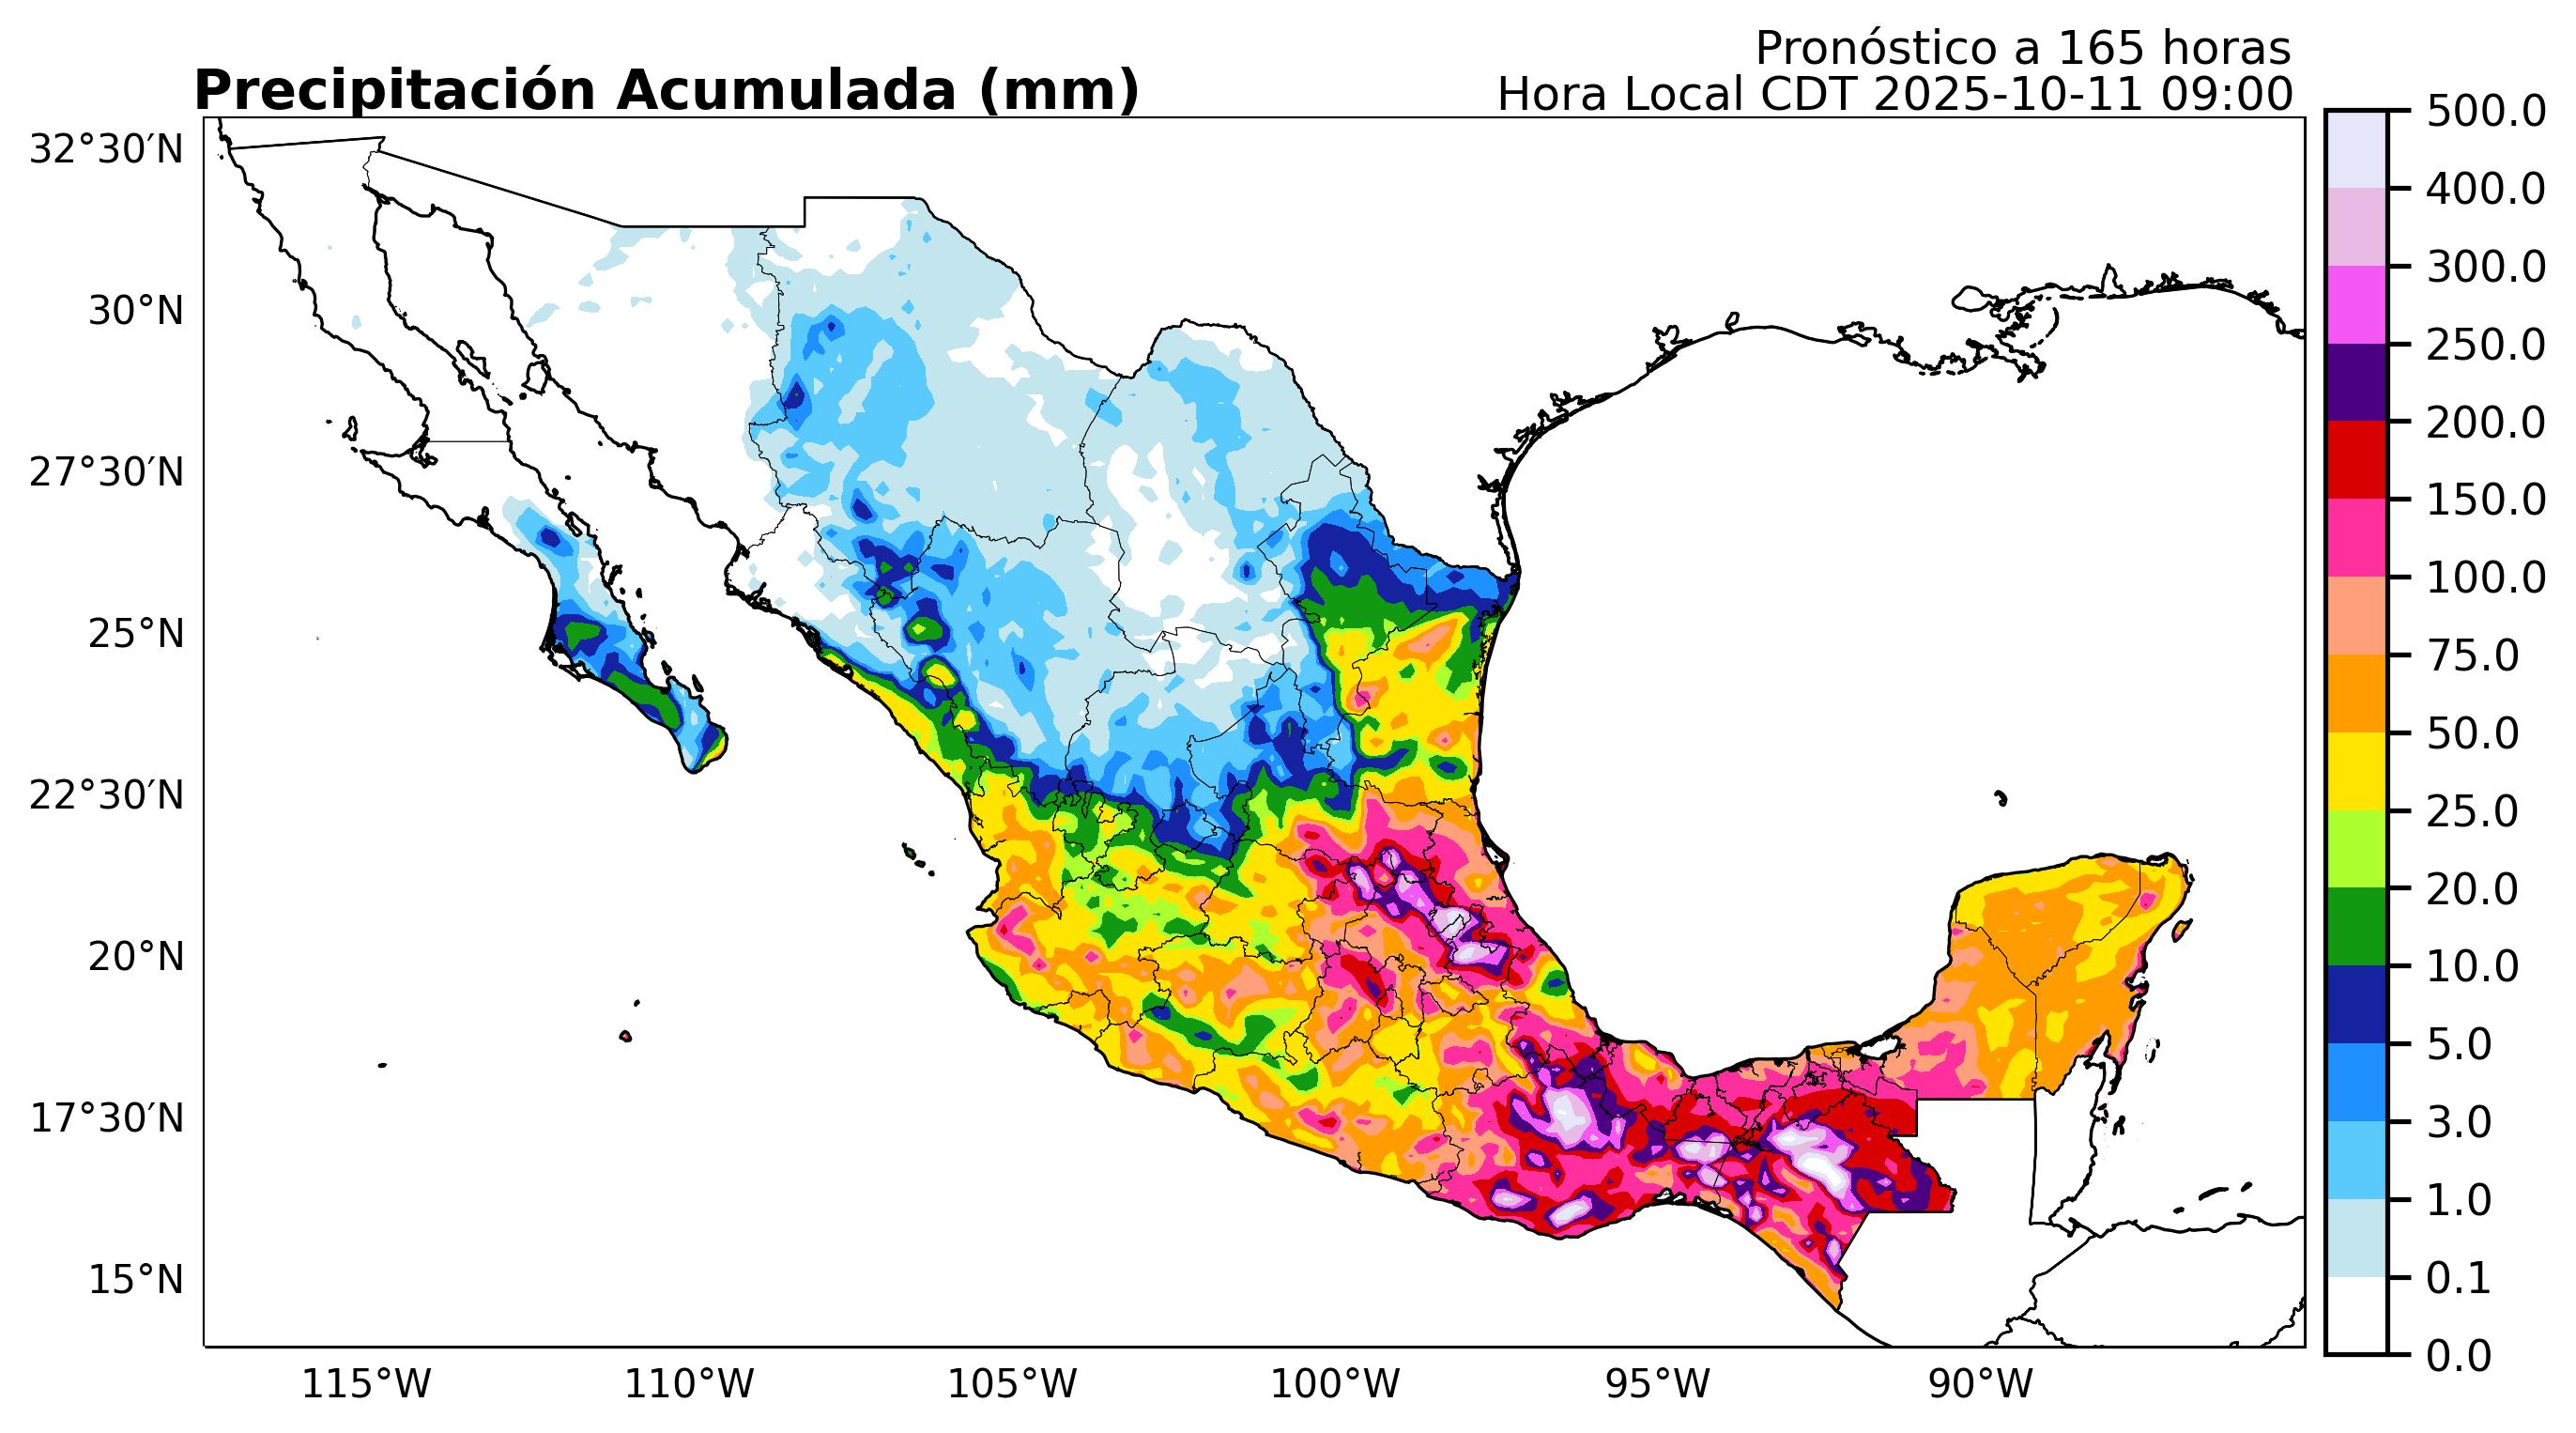 Pronóstico a 165 horas
Precipitación Acumulada (mm)
Hora Local CDT 2025-10-11 09:00
32°30′N
30°N
27°30′N
25°N
22°30′N
20°N
17°30′N
15°N
115°W
110°W
105°W
100°W
95°W
90°W
500.0
400.0
300.0
250.0
200.0
150.0
100.0
75.0
50.0
25.0
20.0
10.0
5.0
3.0
1.0
0.1
0.0